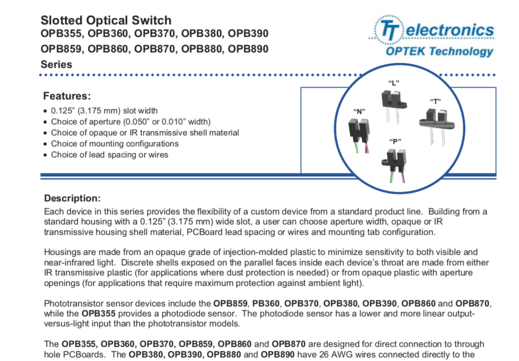 Slotted Optical Switch
OPB355, OPB360, OPB370, OPB380, OPB390
OPB859, OPB860, OPB870, OPB880, OPB890
Series
TT electronics
OPTEK Technology
Features:
• 0.125" (3.175 mm) slot width
• Choice of aperture (0.050" or 0.010" width)
• Choice of opaque or IR transmissive shell material
• Choice of mounting configurations
• Choice of lead spacing or wires
"L"
"T"
"N"
"P"
Description:
Each device in this series provides the flexibility of a custom device from a standard product line. Building from a
standard housing with a 0.125" (3.175 mm) wide slot, a user can choose aperture width, opaque or IR
transmissive housing shell material, PCBoard lead spacing or wires and mounting tab configuration.
Housings are made from an opaque grade of injection-molded plastic to minimize sensitivity to both visible and
near-infrared light. Discrete shells exposed on the parallel faces inside each device's throat are made from either
IR transmissive plastic (for applications where dust protection is needed) or from opaque plastic with aperture
openings (for applications that require maximum protection against ambient light).
Phototransistor sensor devices include the OPB859, PB360, OPB370, OPB380, OPB390, OPB860 and OPB870,
while the OPB355 provides a photodiode sensor. The photodiode sensor has a lower and more linear output-
versus-light input than the phototransistor models.
The OPB355, OPB360, OPB370, OPB859, OPB860 and OPB870 are designed for direct connection to through
hole PCBoards. The OPB380, OPB390, OPB880 and OPB890 have 26 AWG wires connected directly to the